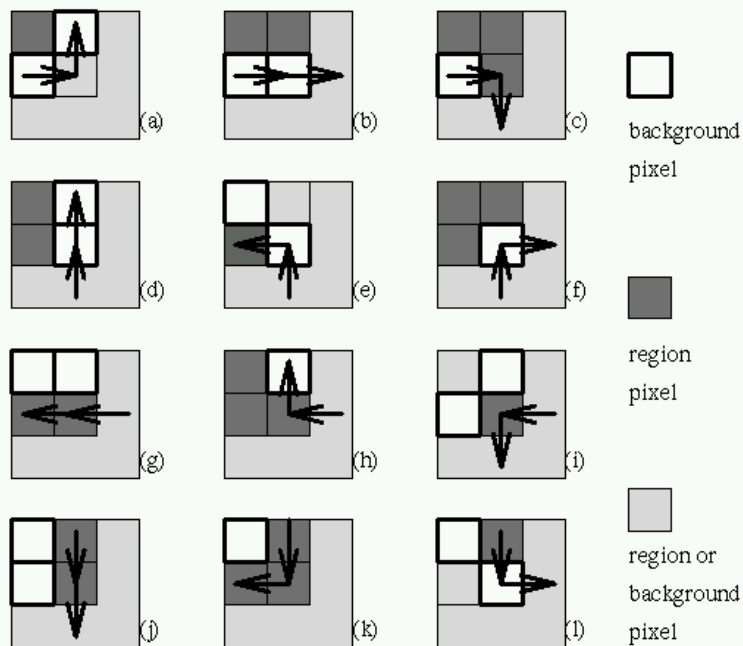 (a)
(b)
(c)
background
pixel
(d)
(e)
(f)
region
pixel
(g)
(h)
(i)
region or
background
pixel
(j)
(k)
(l)